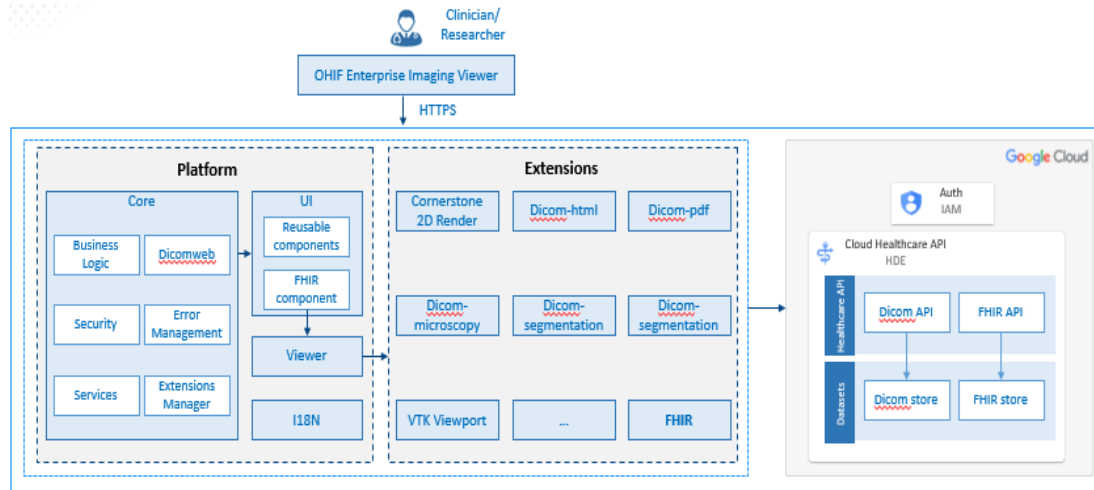 Clinician/
Researcher
OHIF Enterprise Imaging Viewer
HTTPS
Platform
Core
Business
Logic
Dicomweb
Security
Error
Management
Services
Extensions
Manager
UI
Reusable
components
FHIR
component
Viewer
I18N
Extensions
Cornerstone
2D Render
Dicom-html
Dicom-pdf
Dicom-
microscopy
Dicom-
segmentation
Dicom-
segmentation
VTK Viewport
...
FHIR
Google Cloud
Auth
IAM
Cloud Healthcare API
HDE
Healthcare API
Dicom API
FHIR API
Datasets
Dicom store
FHIR store